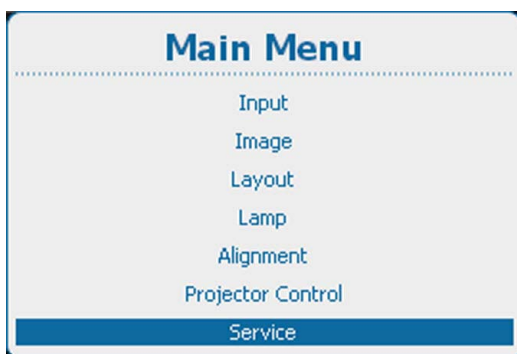 Main Menu
Input
Image
Layout
Lamp
Alignment
Projector Control
Service